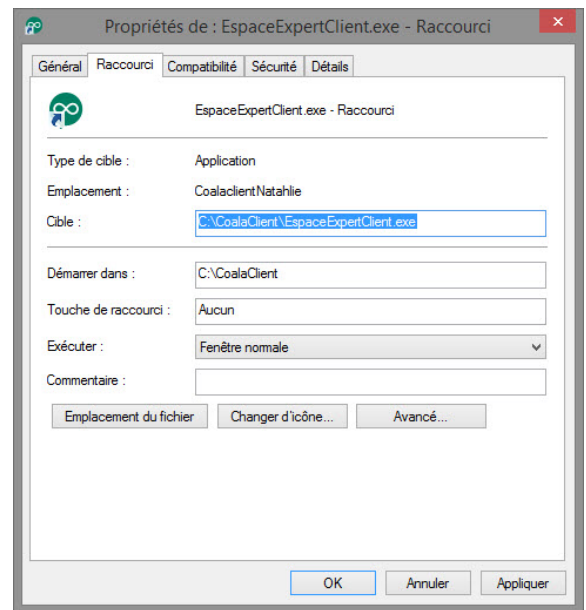 Propriétés de : EspaceExpertClient.exe - Raccourci
Général Raccourci Compatibilité Sécurité Détails
EspaceExpertClient.exe - Raccourci
Type de cible : Application
Emplacement : CoalaclientNatahlie
Cible : C:\CoalaClient\EspaceExpertClient.exe
Démarrer dans : C:\CoalaClient
Touche de raccourci : Aucun
Exécuter : Fenêtre normale
Commentaire :
Emplacement du fichier Changer d'icône... Avancé...
OK Annuler Appliquer